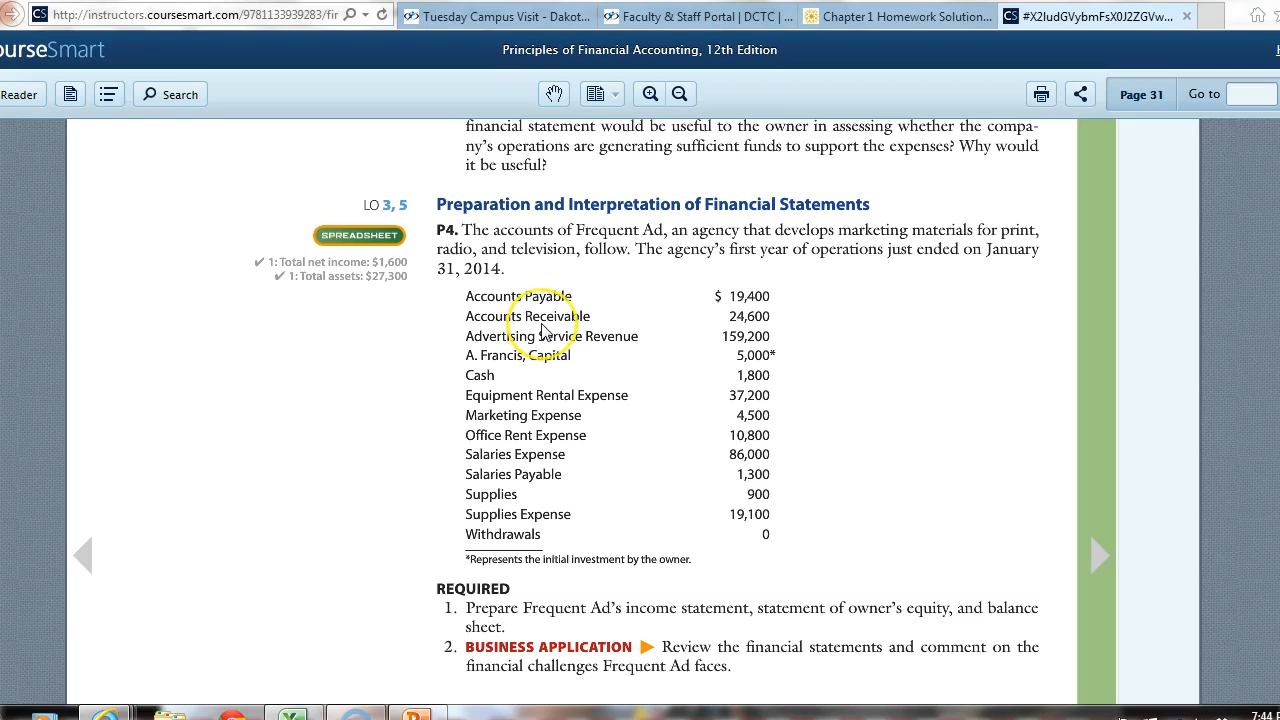 http://instructors.coursesmart.com/9781133939283/fir
Tuesday Campus Visit - Dakot...
Faculty & Staff Portal | DCTC | ...
Chapter 1 Homework Solution...
#X2ludGVybmFsX0J2ZGVw...
ourseSmart
Principles of Financial Accounting, 12th Edition
Reader
Search
Page 31
Go to
financial statement would be useful to the owner in assessing whether the compa-
ny's operations are generating sufficient funds to support the expenses? Why would
it be useful?
LO 3, 5
Preparation and Interpretation of Financial Statements
SPREADSHEET
✓ 1: Total net income: $1,600
✓ 1: Total assets: $27,300
P4. The accounts of Frequent Ad, an agency that develops marketing materials for print,
radio, and television, follow. The agency's first year of operations just ended on January
31, 2014.
Accounts Payable $ 19,400
Accounts Receivable 24,600
Advertising Service Revenue 159,200
A. Francis, Capital 5,000*
Cash 1,800
Equipment Rental Expense 37,200
Marketing Expense 4,500
Office Rent Expense 10,800
Salaries Expense 86,000
Salaries Payable 1,300
Supplies 900
Supplies Expense 19,100
Withdrawals 0
*Represents the initial investment by the owner.
REQUIRED
1. Prepare Frequent Ad's income statement, statement of owner's equity, and balance
sheet.
2. BUSINESS APPLICATION ► Review the financial statements and comment on the
financial challenges Frequent Ad faces.
7:44